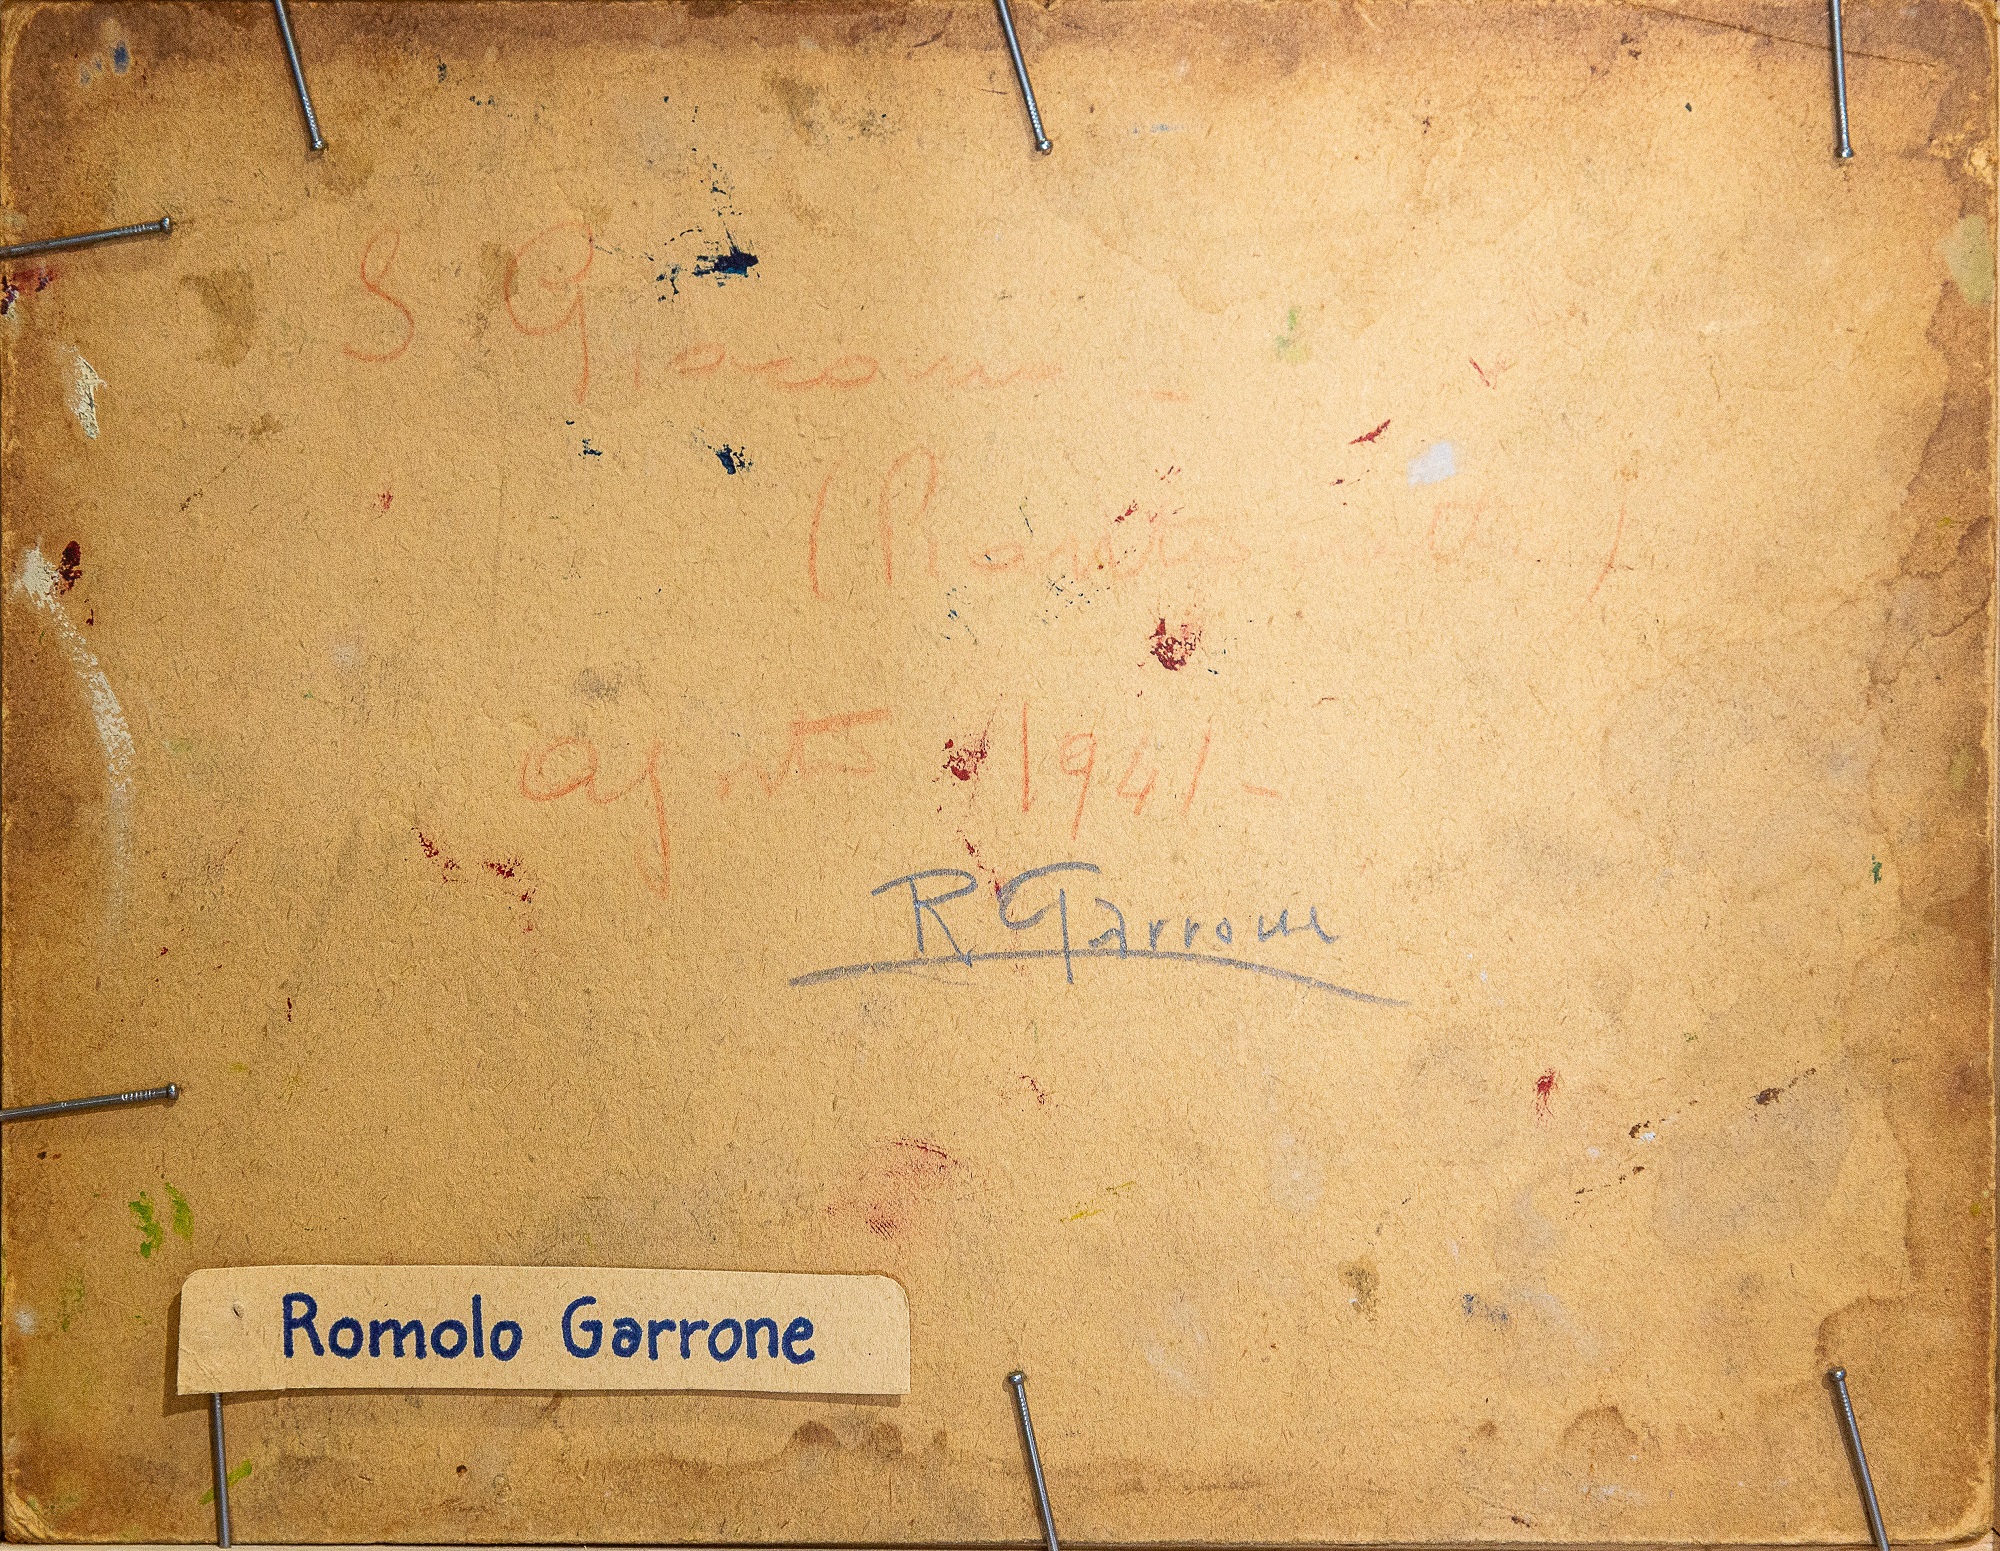 S. Giacomo -
agosto 1941 -
R. Garrone
Romolo Garrone